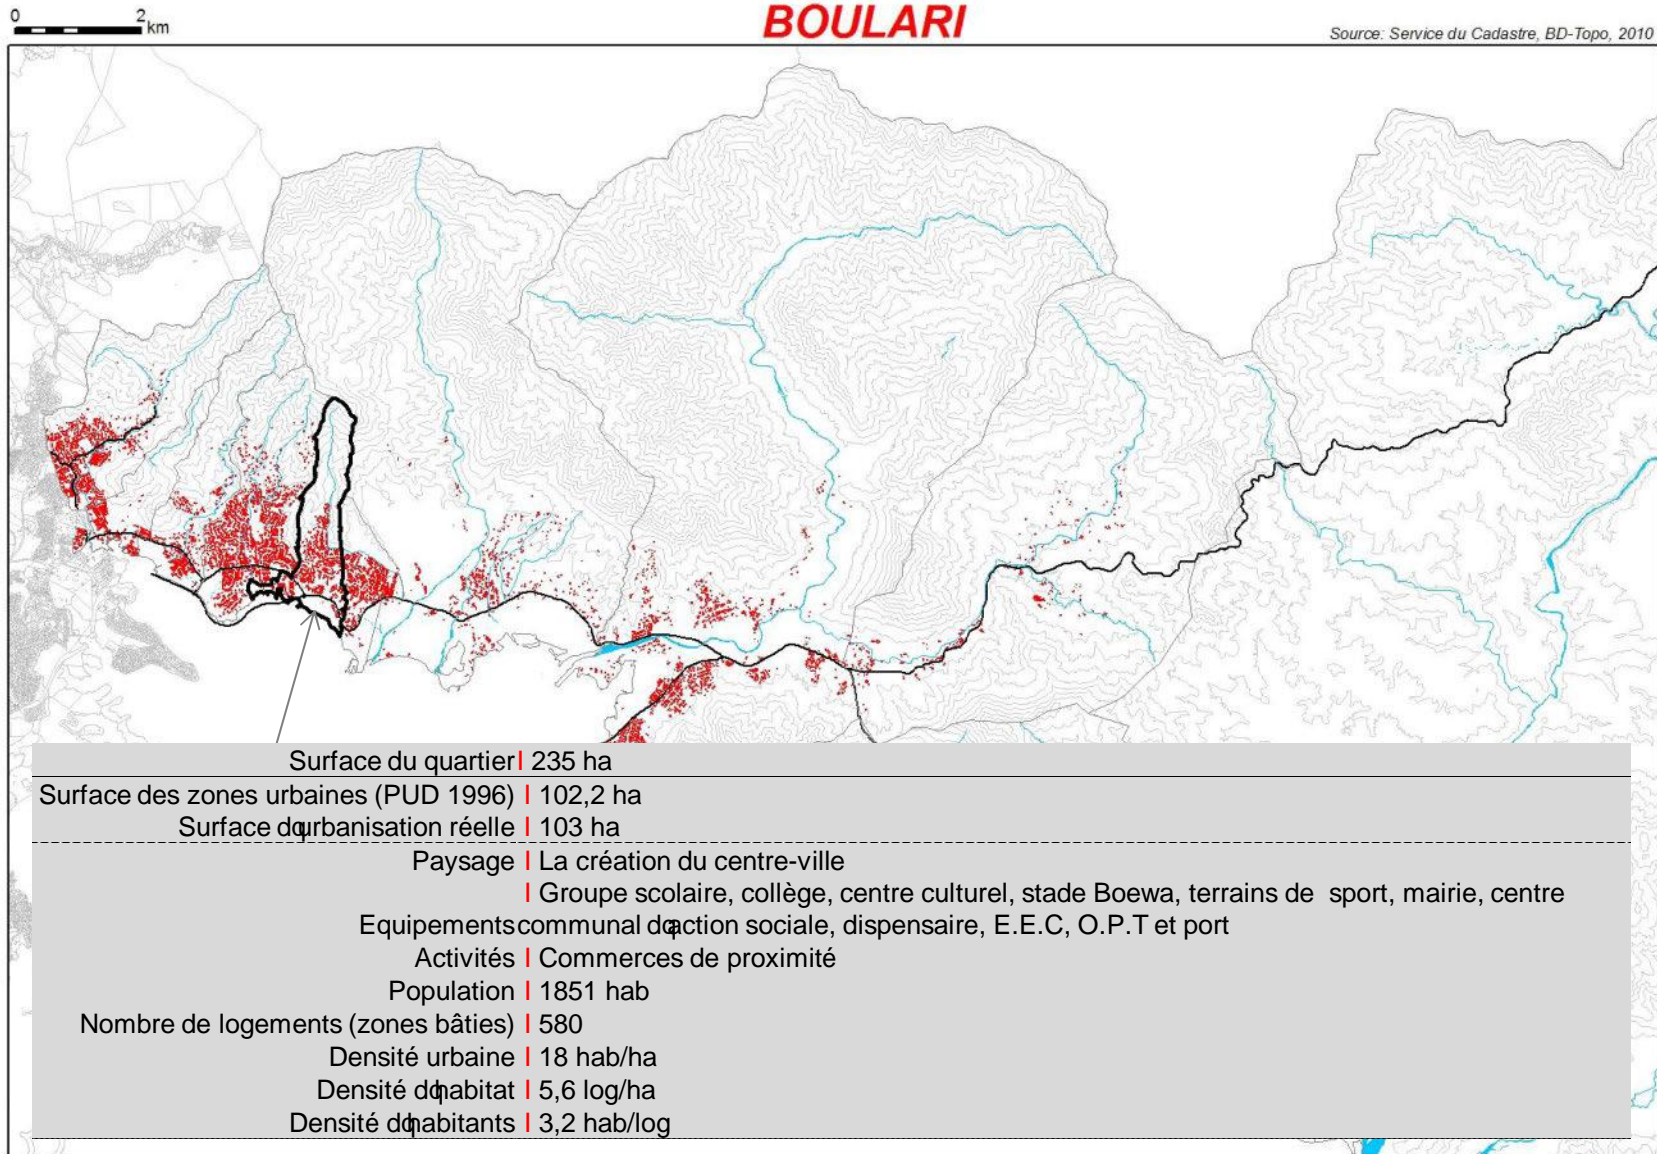 0 2 km
BOULARI
Source: Service du Cadastre, BD-Topo, 2010
Surface du quartier I 235 ha
Surface des zones urbaines (PUD 1996) I 102,2 ha
Surface dqurbanisation réelle I 103 ha
Paysage I La création du centre-ville
I Groupe scolaire, collège, centre culturel, stade Boewa, terrains de sport, mairie, centre
Equipements communal dqaction sociale, dispensaire, E.E.C, O.P.T et port
Activités I Commerces de proximité
Population I 1851 hab
Nombre de logements (zones bâties) I 580
Densité urbaine I 18 hab/ha
Densité dqhabitat I 5,6 log/ha
Densité dqhabitants I 3,2 hab/log